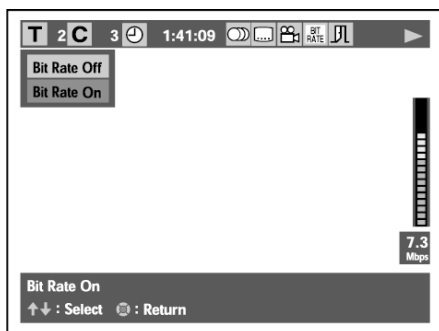 T 2 C 3 1:41:09 BIT RATE
Bit Rate Off
Bit Rate On
7.3
Mbps
Bit Rate On
↑↓ : Select : Return